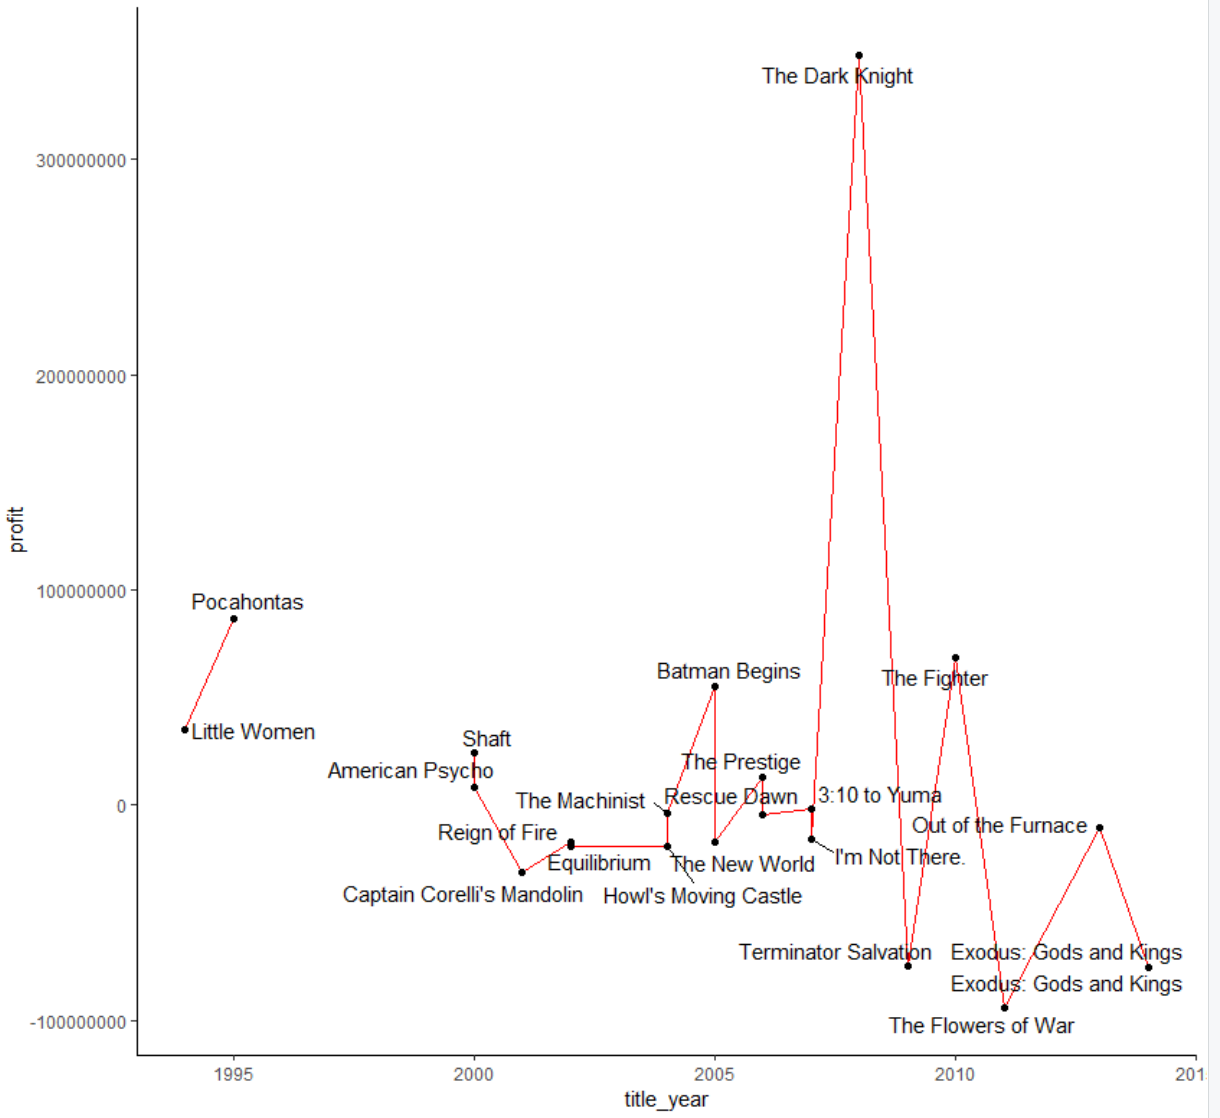 The Dark Knight
300000000
200000000
profit
100000000
Pocahontas
Batman Begins
The Fighter
Little Women
Shaft
The Prestige
American Psycho
The Machinist
Rescue Dawn
3:10 to Yuma
0
Reign of Fire
Out of the Furnace
Equilibrium
The New World
I'm Not There.
Captain Corelli's Mandolin
Howl's Moving Castle
Terminator Salvation
Exodus: Gods and Kings
Exodus: Gods and Kings
-100000000
The Flowers of War
1995
2000
2005
2010
201
title_year